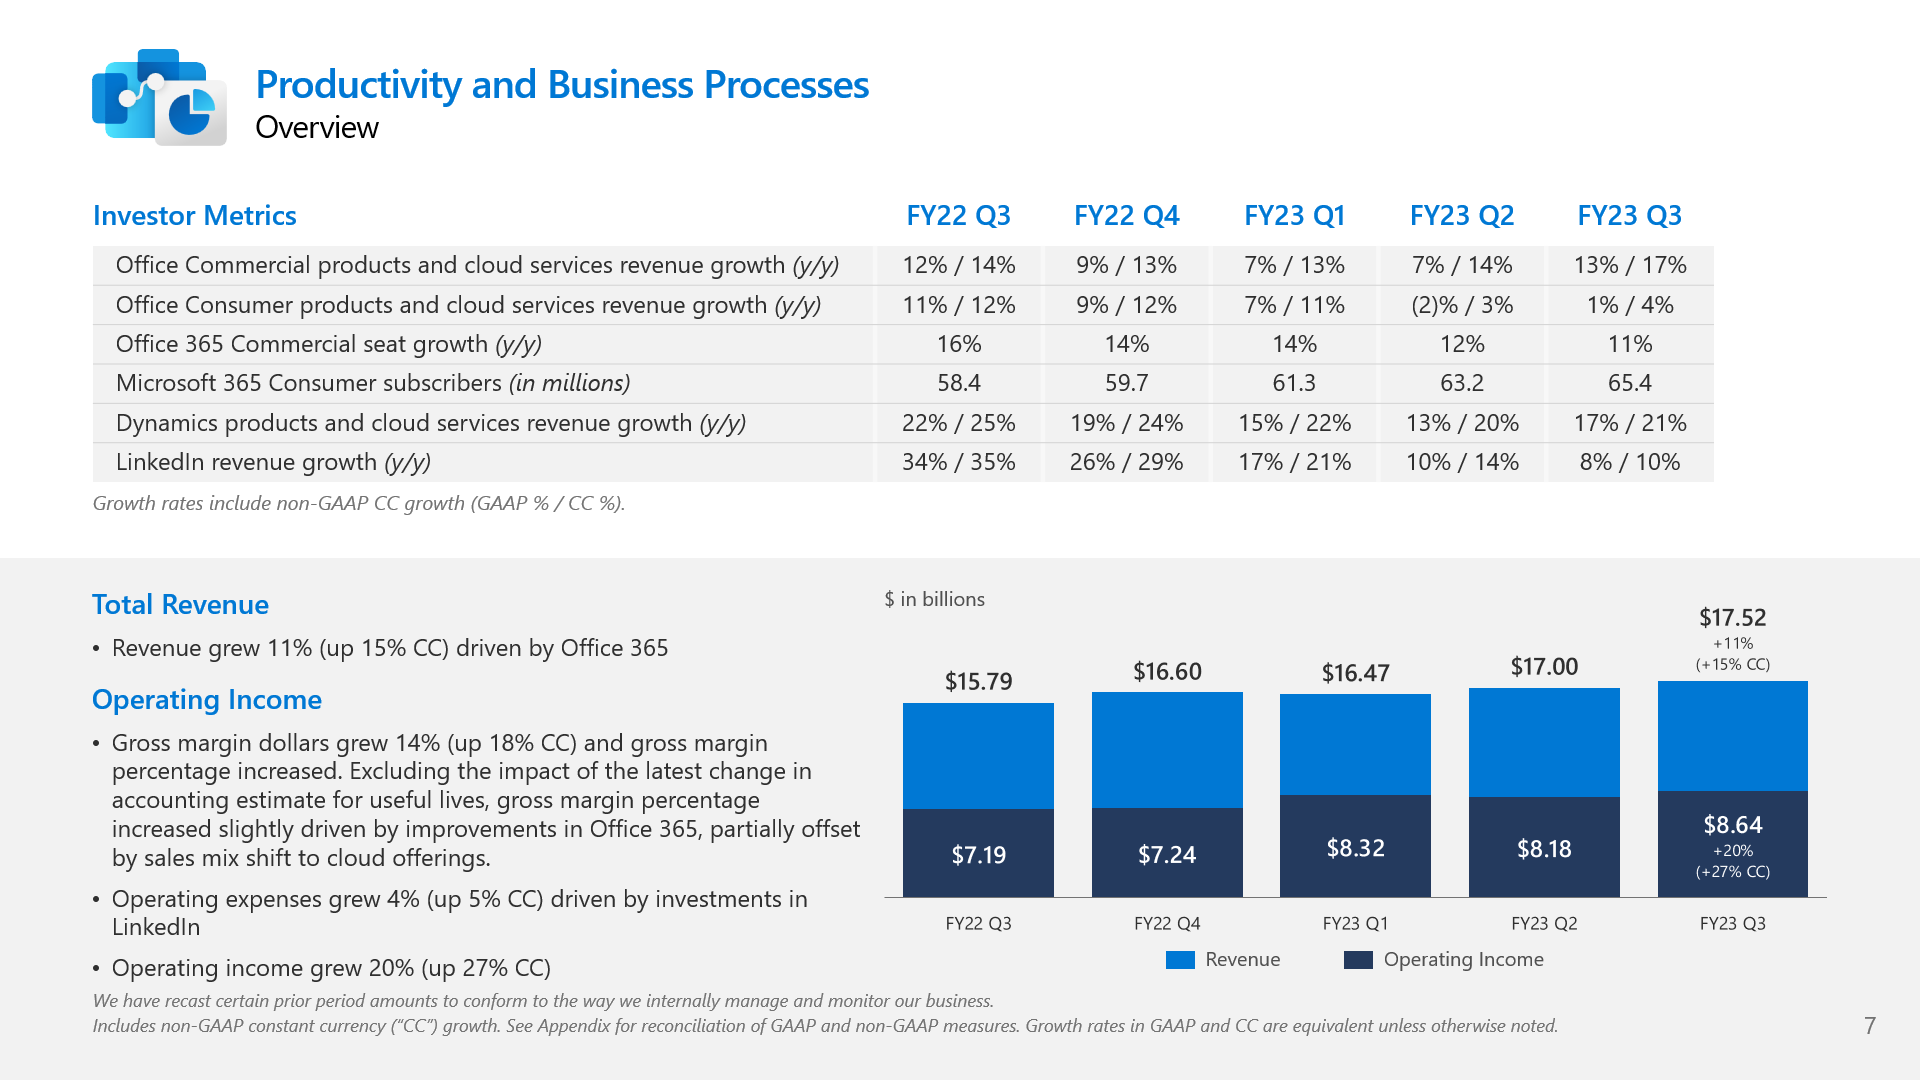 Productivity and Business Processes
Overview
Investor Metrics FY22 Q3 FY22 Q4 FY23 Q1 FY23 Q2 FY23 Q3
Office Commercial products and cloud services revenue growth (y/y) 12% / 14% 9% / 13% 7% / 13% 7% / 14% 13% / 17%
Office Consumer products and cloud services revenue growth (y/y) 11% / 12% 9% / 12% 7% / 11% (2)% / 3% 1% / 4%
Office 365 Commercial seat growth (y/y) 16% 14% 14% 12% 11%
Microsoft 365 Consumer subscribers (in millions) 58.4 59.7 61.3 63.2 65.4
Dynamics products and cloud services revenue growth (y/y) 22% / 25% 19% / 24% 15% / 22% 13% / 20% 17% / 21%
LinkedIn revenue growth (y/y) 34% / 35% 26% / 29% 17% / 21% 10% / 14% 8% / 10%
Growth rates include non-GAAP CC growth (GAAP % / CC %).
Total Revenue
• Revenue grew 11% (up 15% CC) driven by Office 365
Operating Income
• Gross margin dollars grew 14% (up 18% CC) and gross margin
percentage increased. Excluding the impact of the latest change in
accounting estimate for useful lives, gross margin percentage
increased slightly driven by improvements in Office 365, partially offset
by sales mix shift to cloud offerings.
• Operating expenses grew 4% (up 5% CC) driven by investments in
LinkedIn
• Operating income grew 20% (up 27% CC)
$ in billions
$15.79 $16.60 $16.47 $17.00 $17.52
+11%
(+15% CC)
$7.19 $7.24 $8.32 $8.18 $8.64
+20%
(+27% CC)
FY22 Q3 FY22 Q4 FY23 Q1 FY23 Q2 FY23 Q3
Revenue Operating Income
We have recast certain prior period amounts to conform to the way we internally manage and monitor our business.
Includes non-GAAP constant currency (“CC”) growth. See Appendix for reconciliation of GAAP and non-GAAP measures. Growth rates in GAAP and CC are equivalent unless otherwise noted.
7